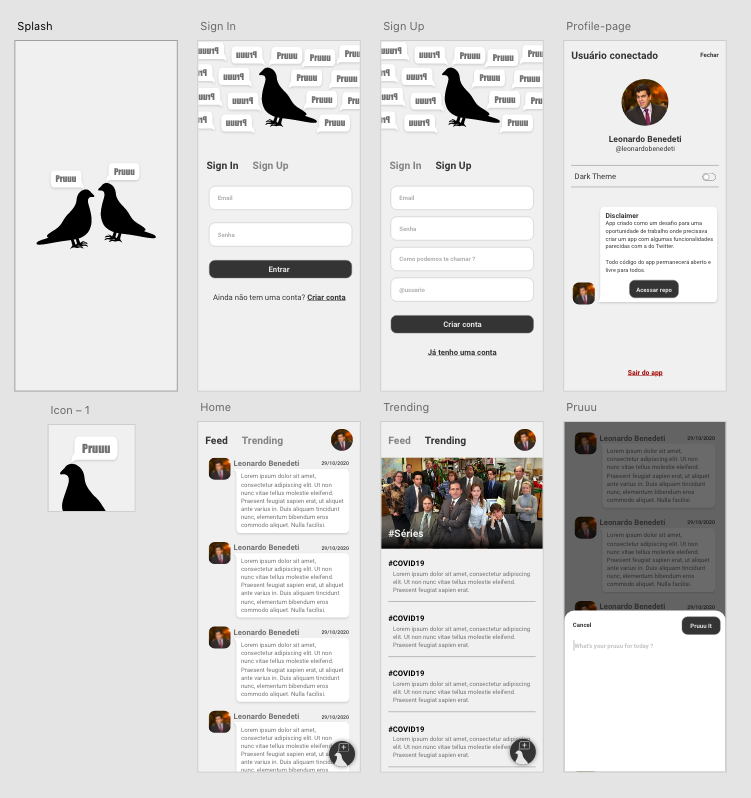 Splash
Pruuu
Pruuu
Sign In
Pruuu Pruuu Pruuu
Pruuu Pruuu Pruuu
Pruuu Pruuu Pruuu
Pruuu Pruuu
Sign In Sign Up
Email
Senha
Entrar
Ainda não tem uma conta? Criar conta
Sign Up
Pruuu Pruuu Pruuu
Pruuu Pruuu Pruuu
Pruuu Pruuu Pruuu
Pruuu Pruuu
Sign In Sign Up
Email
Senha
Como podemos te chamar ?
@usuario
Criar conta
Já tenho uma conta
Profile-page
Usuário conectado Fechar
Leonardo Benedeti
@leonardobenedeti
Dark Theme
Disclaimer
App criado como um desafio para uma
oportunidade de trabalho onde precisava
criar um app com algumas funcionalidades
parecidas com a do Twitter.
Todo código do app permanecerá aberto e
livre para todos.
Acessar repo
Sair do app
Icon – 1
Pruuu
Home
Feed Trending
Leonardo Benedeti 29/10/2020
Lorem ipsum dolor sit amet,
consectetur adipiscing elit. Ut non
nunc vitae tellus molestie eleifend.
Praesent feugiat sapien erat, ut aliquet
ante varius in. Duis aliquam tincidunt
nunc, elementum bibendum eros
commodo aliquet. Nulla facilisi.
Leonardo Benedeti 29/10/2020
Lorem ipsum dolor sit amet,
consectetur adipiscing elit. Ut non
nunc vitae tellus molestie eleifend.
Praesent feugiat sapien erat, ut aliquet
ante varius in. Duis aliquam tincidunt
nunc, elementum bibendum eros
commodo aliquet. Nulla facilisi.
Leonardo Benedeti 29/10/2020
Lorem ipsum dolor sit amet,
consectetur adipiscing elit. Ut non
nunc vitae tellus molestie eleifend.
Praesent feugiat sapien erat, ut aliquet
ante varius in. Duis aliquam tincidunt
nunc, elementum bibendum eros
commodo aliquet. Nulla facilisi.
Leonardo Benedeti 29/10/2020
Lorem ipsum dolor sit amet,
consectetur adipiscing elit. Ut non
nunc vitae tellus molestie
Praesent feugiat sapien erat,
Trending
Feed Trending
#Séries
#COVID19
Lorem ipsum dolor sit amet, consectetur adipiscing
elit. Ut non nunc vitae tellus molestie eleifend.
Praesent feugiat sapien erat.
#COVID19
Lorem ipsum dolor sit amet, consectetur adipiscing
elit. Ut non nunc vitae tellus molestie eleifend.
Praesent feugiat sapien erat.
#COVID19
Lorem ipsum dolor sit amet, consectetur adipiscing
elit. Ut non nunc vitae tellus molestie eleifend.
Praesent feugiat sapien erat.
#COVID19
Lorem ipsum dolor sit amet, consectetur adipiscing
elit. Ut non nunc vitae tellus molestie
Praesent feugiat sapien erat.
Pruuu
Leonardo Benedeti 29/10/2020
Lorem ipsum dolor sit amet,
consectetur adipiscing elit. Ut non
nunc vitae tellus molestie eleifend.
Praesent feugiat sapien erat, ut aliquet
ante varius in. Duis aliquam tincidunt
nunc, elementum bibendum eros
commodo aliquet. Nulla facilisi.
Leonardo Benedeti 29/10/2020
Lorem ipsum dolor sit amet,
consectetur adipiscing elit. Ut non
nunc vitae tellus molestie eleifend.
Praesent feugiat sapien erat, ut aliquet
ante varius in. Duis aliquam tincidunt
nunc, elementum bibendum eros
commodo aliquet. Nulla facilisi.
Leonardo Benedeti 29/10/2020
Cancel Pruuu It
What's your pruuu for today ?